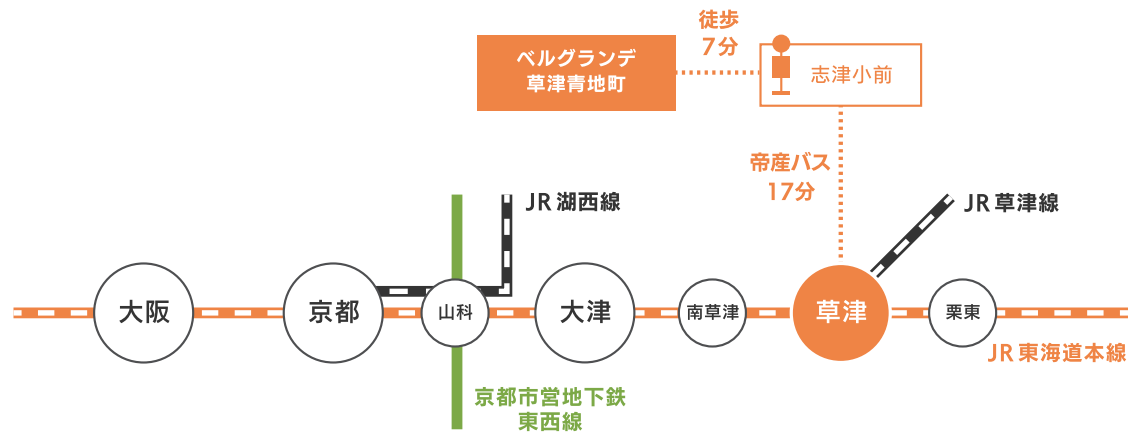 徒歩
7分
ベルグランデ
草津青地町
志津小前
帝産バス
17分
JR 湖西線
JR 草津線
大阪
京都
山科
大津
南草津
草津
栗東
JR 東海道本線
京都市営地下鉄
東西線